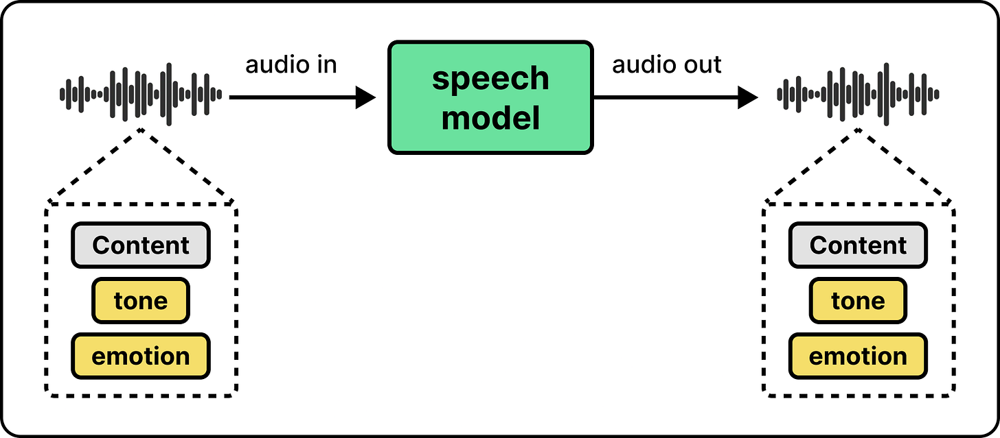 audio in
speech
model
audio out
Content
tone
emotion
Content
tone
emotion